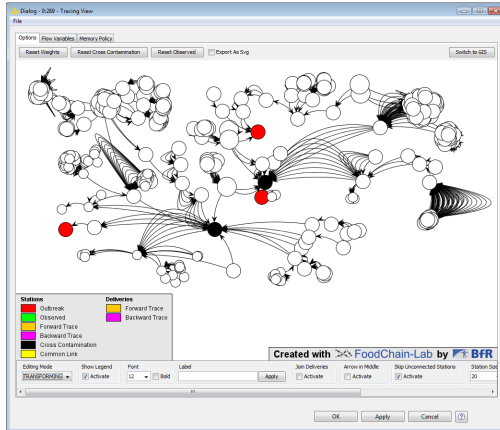 Dialog - 0:289 - Tracing View
File
Options Flow Variables Memory Policy
Reset Weights Reset Cross Contamination Reset Observed Export As Svg Switch to GIS
Stations Deliveries
Outbreak Forward Trace
Observed Backward Trace
Forward Trace
Backward Trace
Cross Contamination
Common Link
Created with FoodChain-Lab by BfR
Editing Mode Show Legend Font Label Join Deliveries Arrow in Middle Skip Unconnected Stations Station Size
TRANSFORMING Activate 12 Bold Apply Activate Activate Activate 20
OK Apply Cancel ?